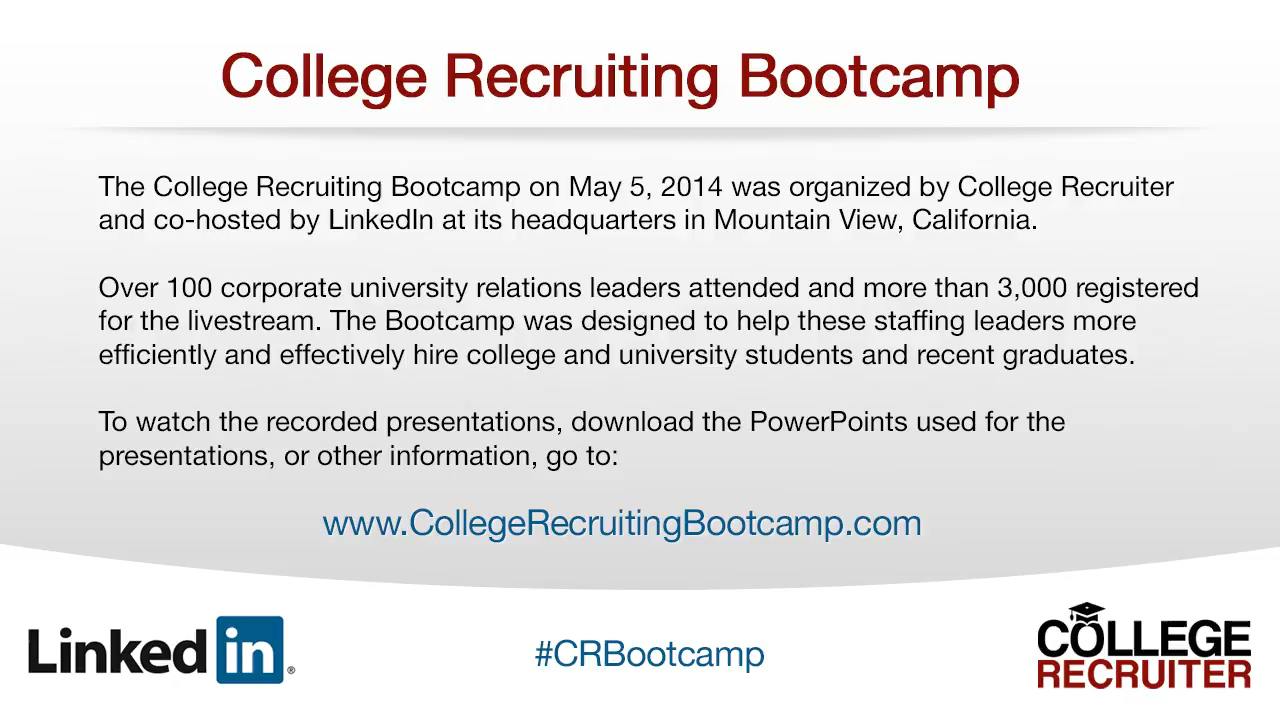 College Recruiting Bootcamp
The College Recruiting Bootcamp on May 5, 2014 was organized by College Recruiter
and co-hosted by LinkedIn at its headquarters in Mountain View, California.
Over 100 corporate university relations leaders attended and more than 3,000 registered
for the livestream. The Bootcamp was designed to help these staffing leaders more
efficiently and effectively hire college and university students and recent graduates.
To watch the recorded presentations, download the PowerPoints used for the
presentations, or other information, go to:
www.CollegeRecruitingBootcamp.com
Linked in®
#CRBootcamp
COLLEGE
RECRUITER